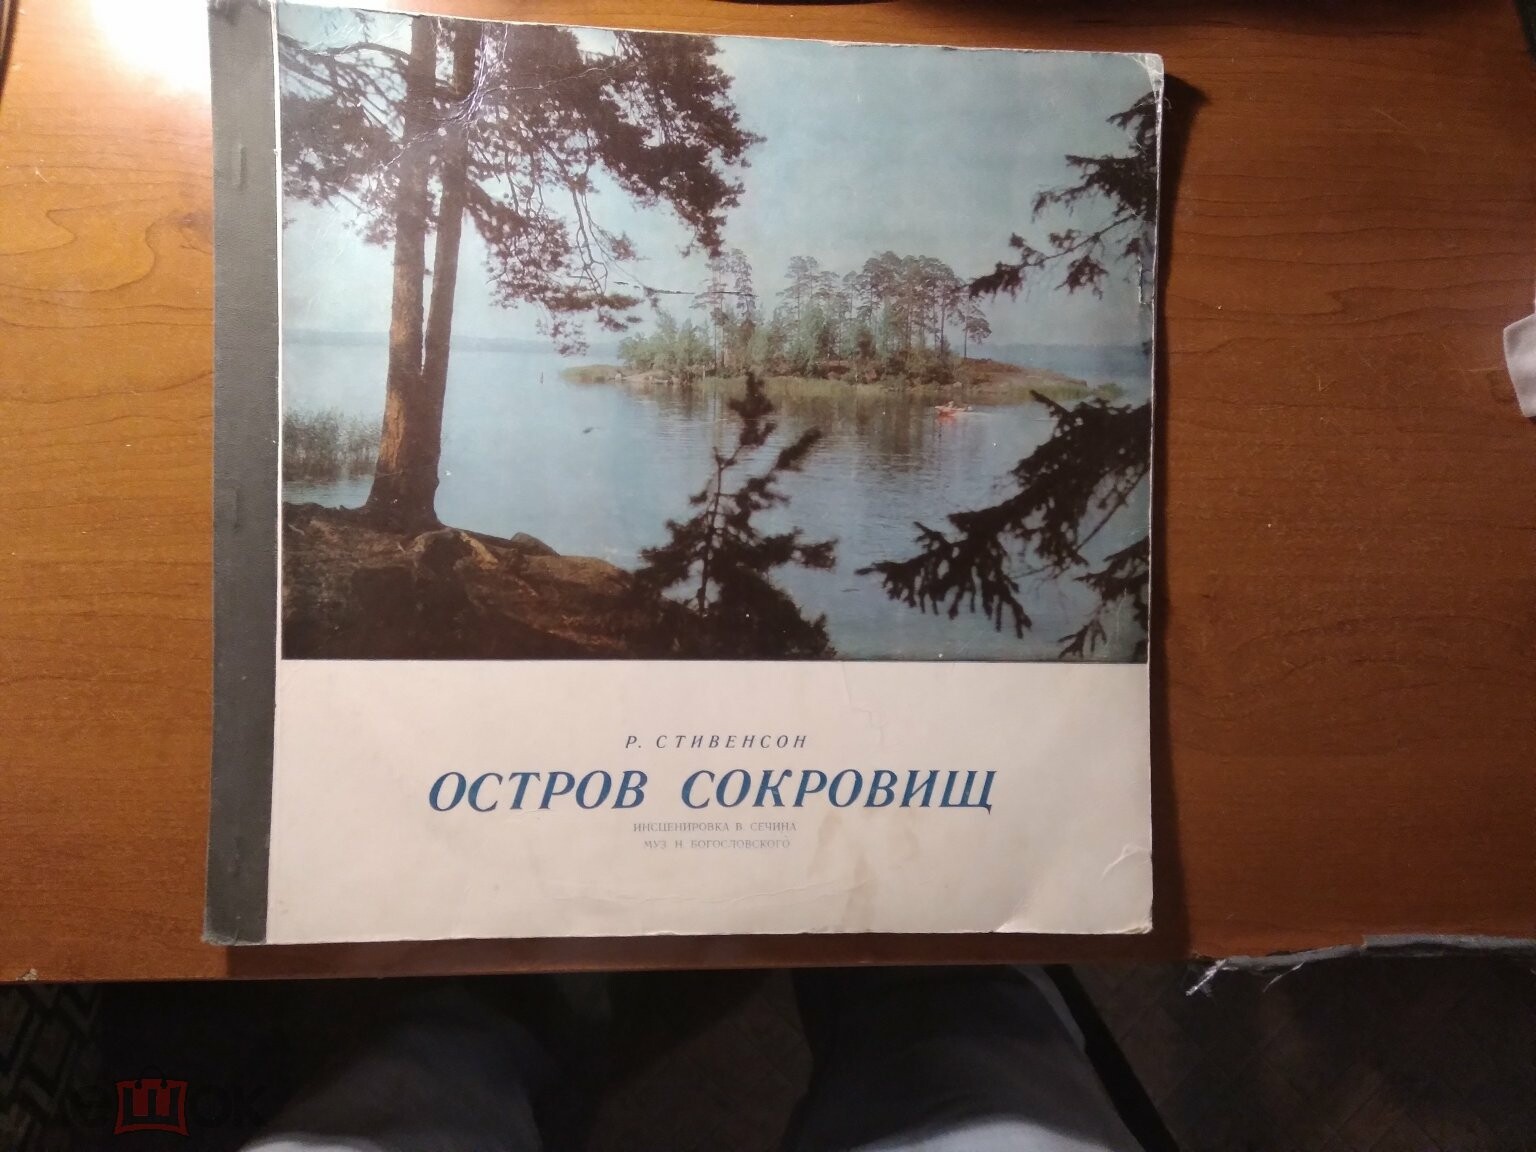 Р. СТИВЕНСОН
ОСТРОВ СОКРОВИЩ
ИНСЦЕНИРОВКА В. СЕЧИНА
МУЗ. Н. БОГОСЛОВСКОГО